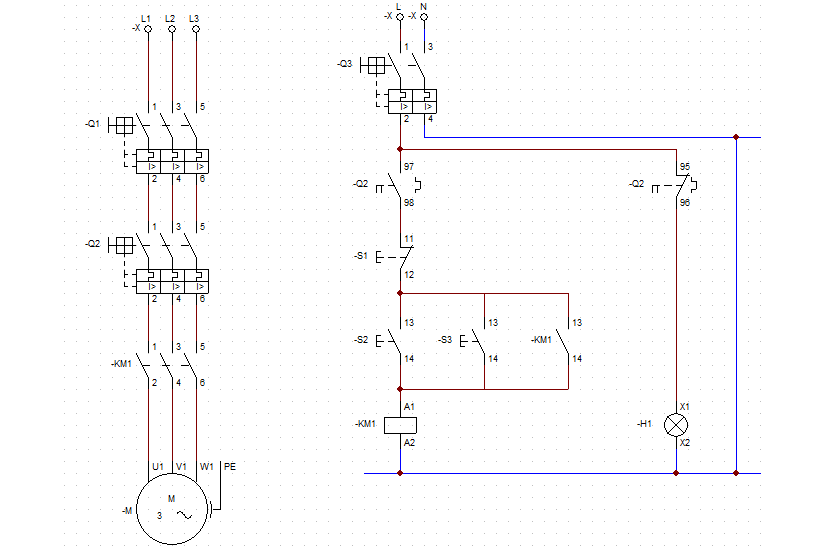 L1 L2 L3
-X
L N
-X -X
1 3
-Q3
I> I>
2 4
1 3 5
-Q1
I> I> I>
2 4 6
97
-Q2
98
95
-Q2
96
1 3 5
-Q2
I> I> I>
2 4 6
11
-S1
12
13 13 13
-S2 -S3 -KM1
14 14 14
1 3 5
-KM1
2 4 6
A1
-KM1
A2
X1
-H1
X2
U1 V1 W1 PE
M
-M
3